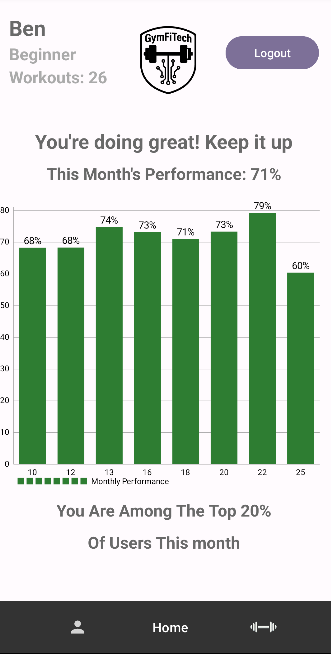 Ben
Beginner
Workouts: 26
GymFiTech
Logout
You're doing great! Keep it up
This Month's Performance: 71%
80
70
60
50
40
30
20
10
0
68% 68% 74% 73% 71% 73% 79% 60%
10 12 13 16 18 20 22 25
Monthly Performance
You Are Among The Top 20%
Of Users This month
Home